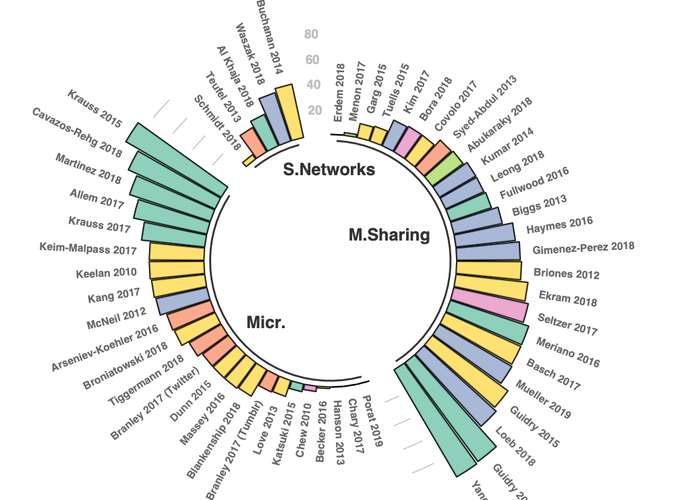 80
60
40
20
Schmidt 2018
Teufel 2013
Al Khaja 2018
Waszak 2018
Buchanan 2014
S.Networks
Erdem 2018
Menon 2017
Garg 2015
Tuells 2015
Kim 2017
Bora 2018
Covolo 2017
Syed-Abdul 2013
Abukaraky 2018
Kumar 2014
Leong 2018
Fullwood 2016
Biggs 2013
Haymes 2016
Gimenez-Perez 2018
Briones 2012
Ekram 2018
Seltzer 2017
Meriano 2016
Basch 2017
Mueller 2019
Guidry 2015
Loeb 2018
Guidry
M.Sharing
Porat 2019
Chary 2017
Hanson 2013
Becker 2016
Chew 2010
Katsuki 2015
Love 2013
Branley 2017 (Tumblr)
Blankenship 2018
Massey 2016
Dunn 2015
Branley 2017 (Twitter)
Tiggermann 2018
Broniatowski 2018
Arseniev-Koehler 2016
McNeil 2012
Kang 2017
Keelan 2010
Keim-Malpass 2017
Krauss 2017
Allem 2017
Martinez 2018
Cavazos-Rehg 2018
Krauss 2015
Micr.